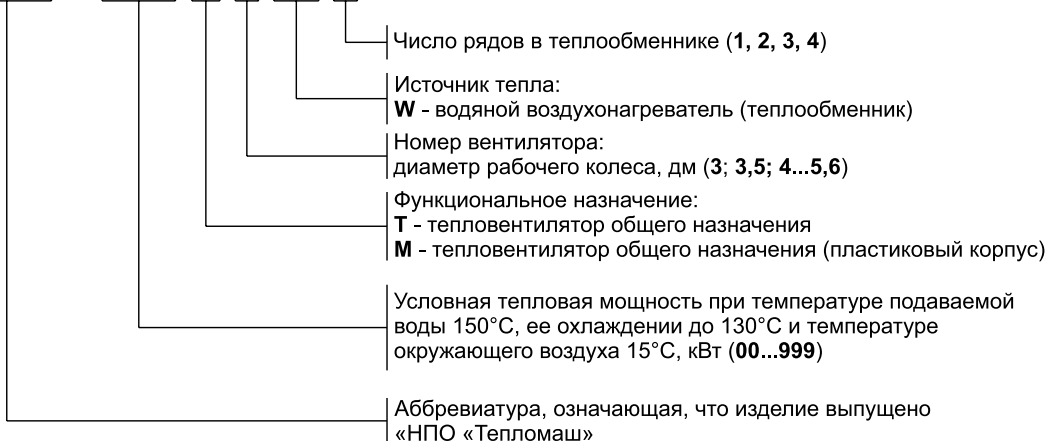 Число рядов в теплообменнике (1, 2, 3, 4)
Источник тепла:
W - водяной воздухонагреватель (теплообменник)
Номер вентилятора:
диаметр рабочего колеса, дм (3; 3,5; 4...5,6)
Функциональное назначение:
Т - тепловентилятор общего назначения
М - тепловентилятор общего назначения (пластиковый корпус)
Условная тепловая мощность при температуре подаваемой
воды 150°С, ее охлаждении до 130°С и температуре
окружающего воздуха 15°С, кВт (00...999)
Аббревиатура, означающая, что изделие выпущено
«НПО «Тепломаш»